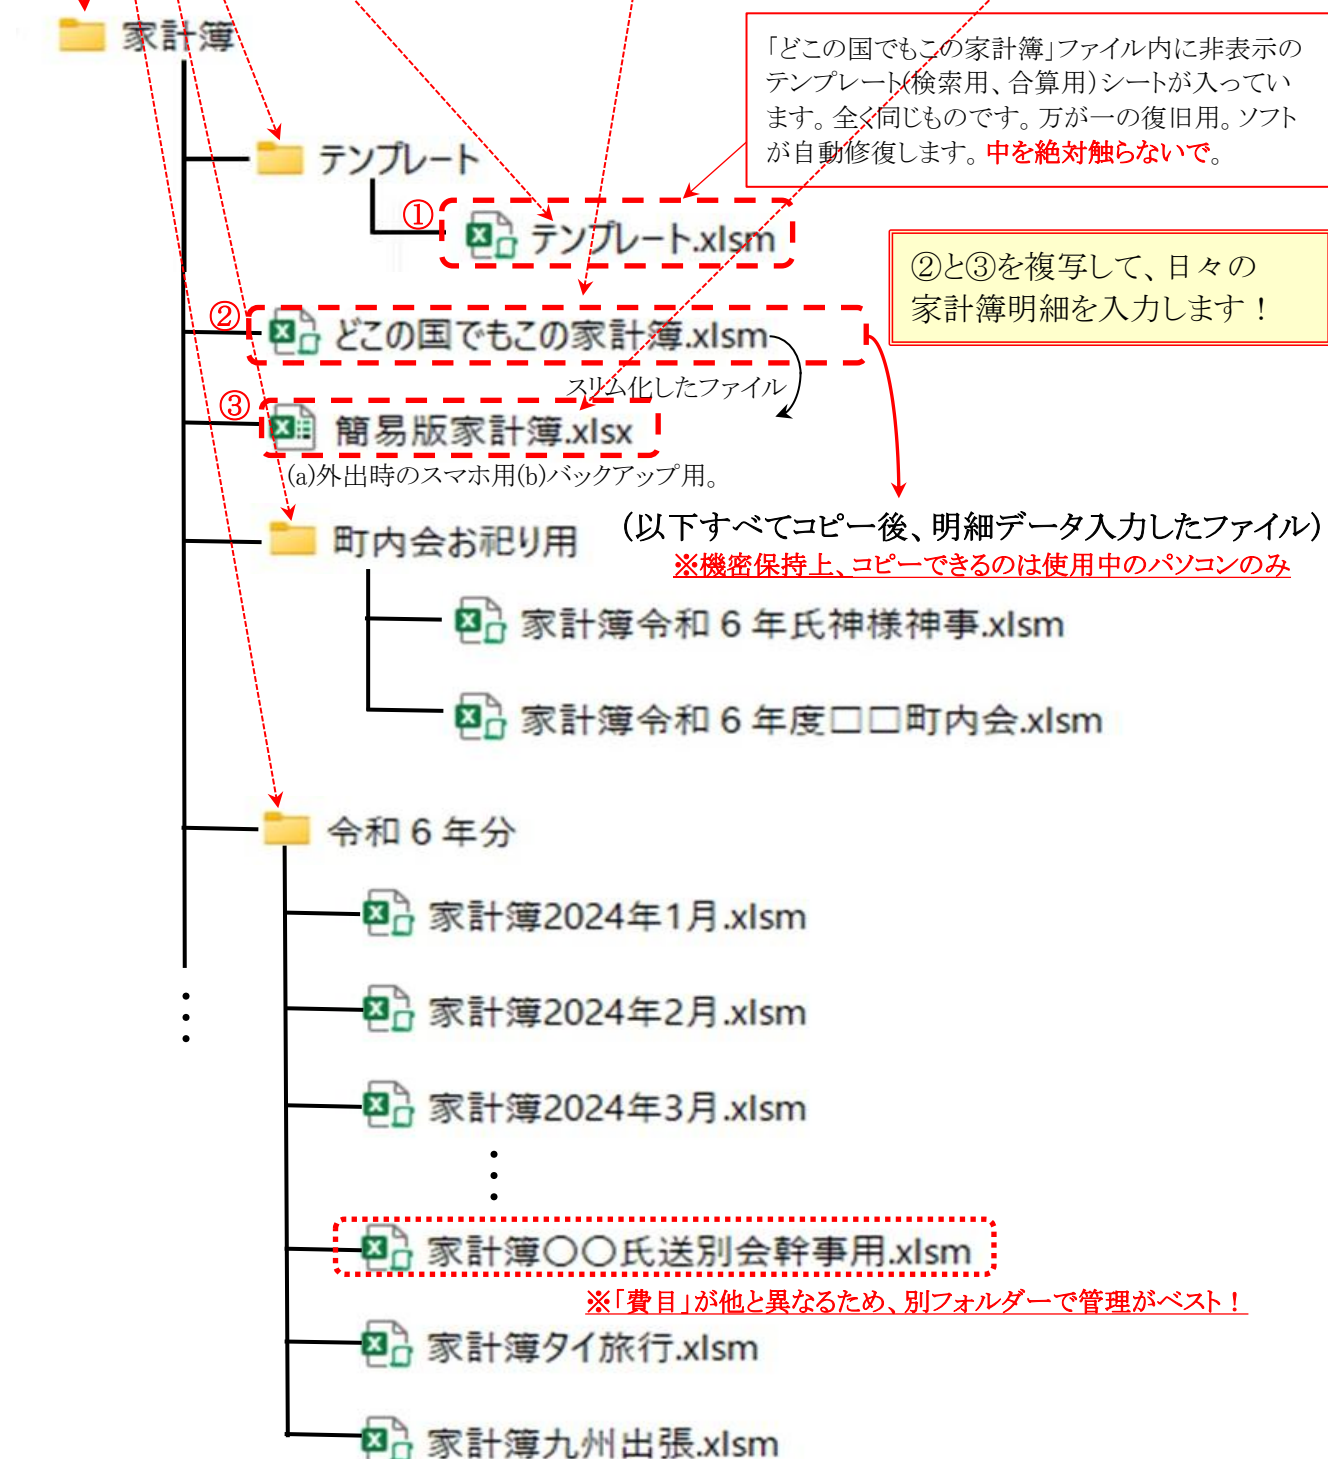 家計簿
「どこの国でもこの家計簿」ファイル内に非表示の
テンプレート(検索用、合算用)シートが入ってい
ます。全く同じものです。万が一の復旧用。ソフト
が自動修復します。中を絶対触らないで。
テンプレート
① テンプレート.xlsm
②と③を複写して、日々の
家計簿明細を入力します！
② どこの国でもこの家計簿.xlsm
スリム化したファイル
③ 簡易版家計簿.xlsx
(a)外出時のスマホ用(b)バックアップ用。
町内会お祀り用
(以下すべてコピー後、明細データ入力したファイル)
※機密保持上、コピーできるのは使用中のパソコンのみ
家計簿令和６年氏神様神事.xlsm
家計簿令和６年度□□町内会.xlsm
令和６年分
家計簿2024年1月.xlsm
家計簿2024年2月.xlsm
家計簿2024年3月.xlsm
家計簿〇〇氏送別会幹事用.xlsm
※「費目」が他と異なるため、別フォルダーで管理がベスト！
家計簿タイ旅行.xlsm
家計簿九州出張.xlsm